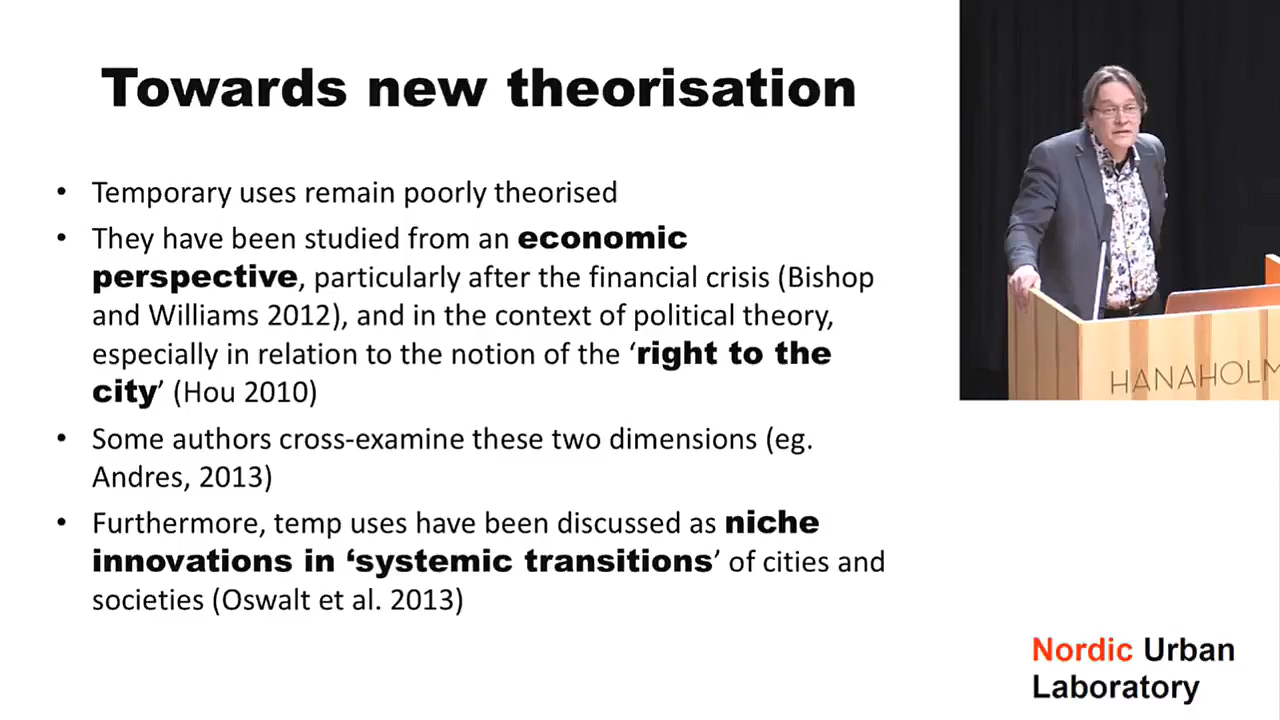 Towards new theorisation
• Temporary uses remain poorly theorised
• They have been studied from an economic
perspective, particularly after the financial crisis (Bishop
and Williams 2012), and in the context of political theory,
especially in relation to the notion of the ‘right to the
city’ (Hou 2010)
• Some authors cross-examine these two dimensions (eg.
Andres, 2013)
• Furthermore, temp uses have been discussed as niche
innovations in ‘systemic transitions’ of cities and
societies (Oswalt et al. 2013)
HANAHOLM
Nordic Urban
Laboratory